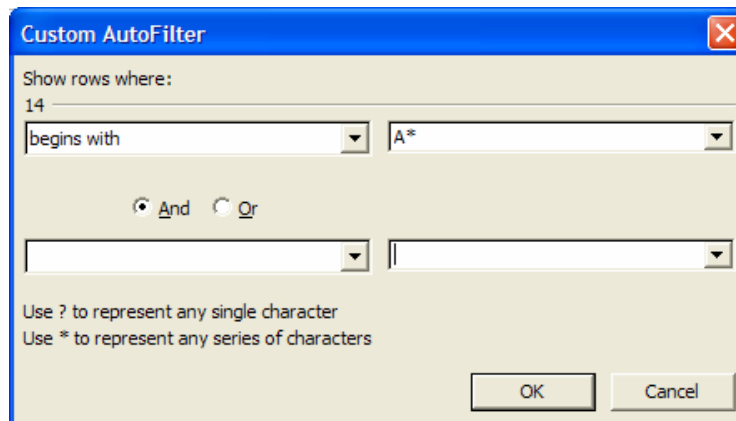 Custom AutoFilter
Show rows where:
14
begins with A*
And Or
Use ? to represent any single character
Use * to represent any series of characters
OK Cancel